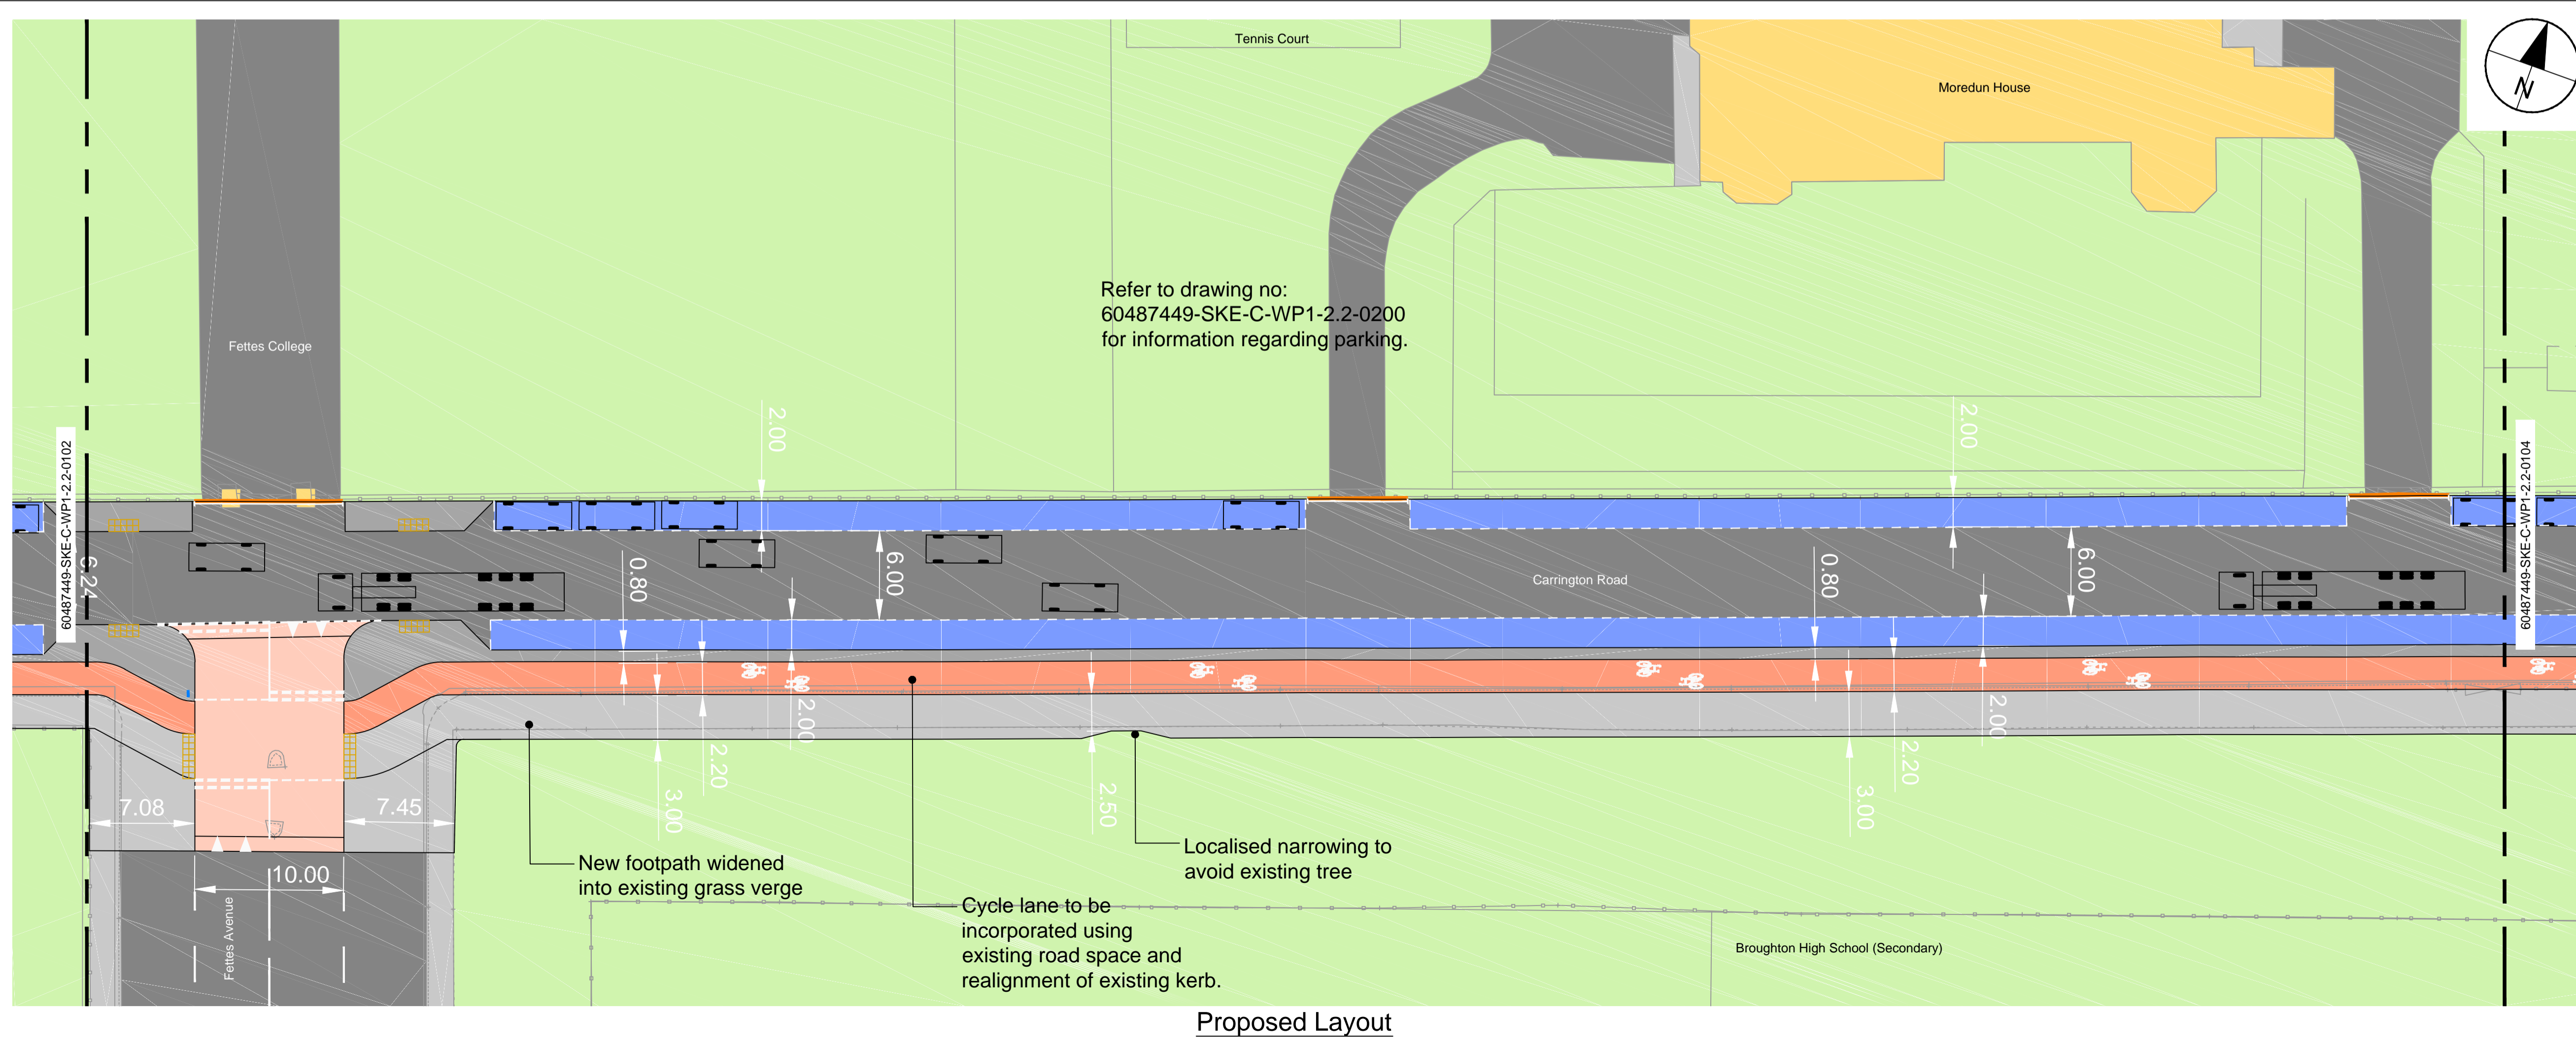 Tennis Court
Moredun House
N
Refer to drawing no:
60487449-SKE-C-WP1-2.2-0200
for information regarding parking.
Fettes College
2.00
2.00
60487449-SKE-C-WP1-2.2-0102
6.24
0.80
6.00
0.80
Carrington Road
6.00
60487449-SKE-C-WP1-2.2-0104
2.00
2.00
2.20
2.20
3.00
2.50
3.00
7.08
7.45
10.00
Fettes Avenue
New footpath widened
into existing grass verge
Localised narrowing to
avoid existing tree
Cycle lane to be
incorporated using
existing road space and
realignment of existing kerb.
Broughton High School (Secondary)
Proposed Layout